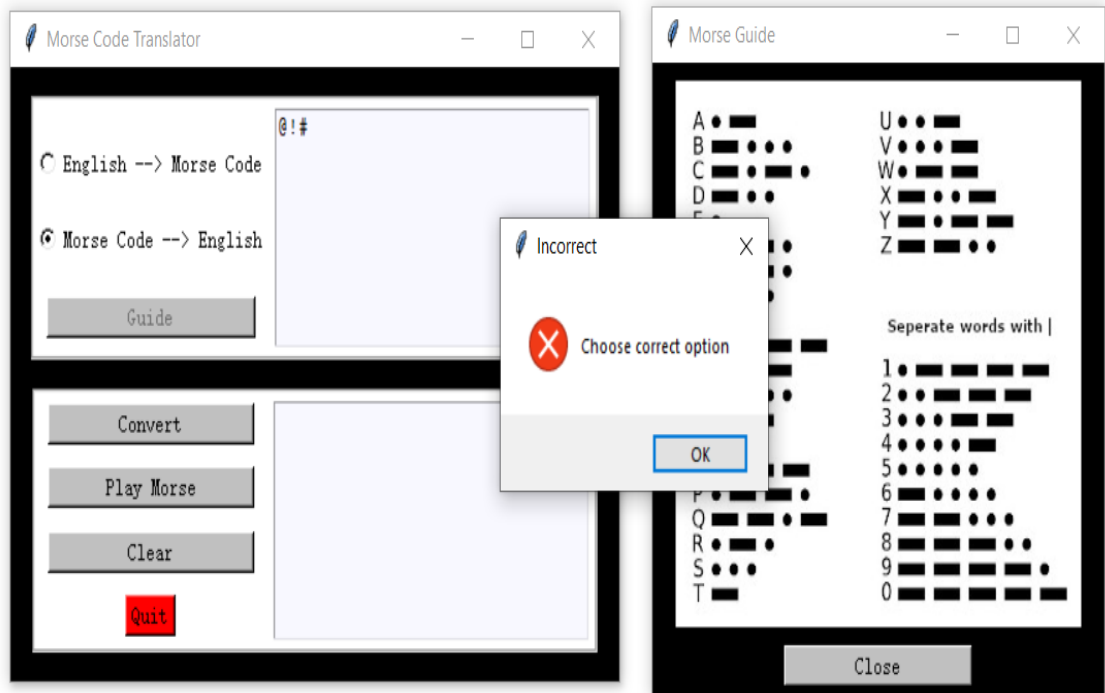 Morse Code Translator
@!#
English --> Morse Code
Morse Code --> English
Guide
Convert
Play Morse
Clear
Quit
Incorrect
Choose correct option
OK
Morse Guide
A
B
C
D
P
Q
R
S
T
U
V
W
X
Y
Z
Seperate words with |
1
2
3
4
5
6
7
8
9
0
Close